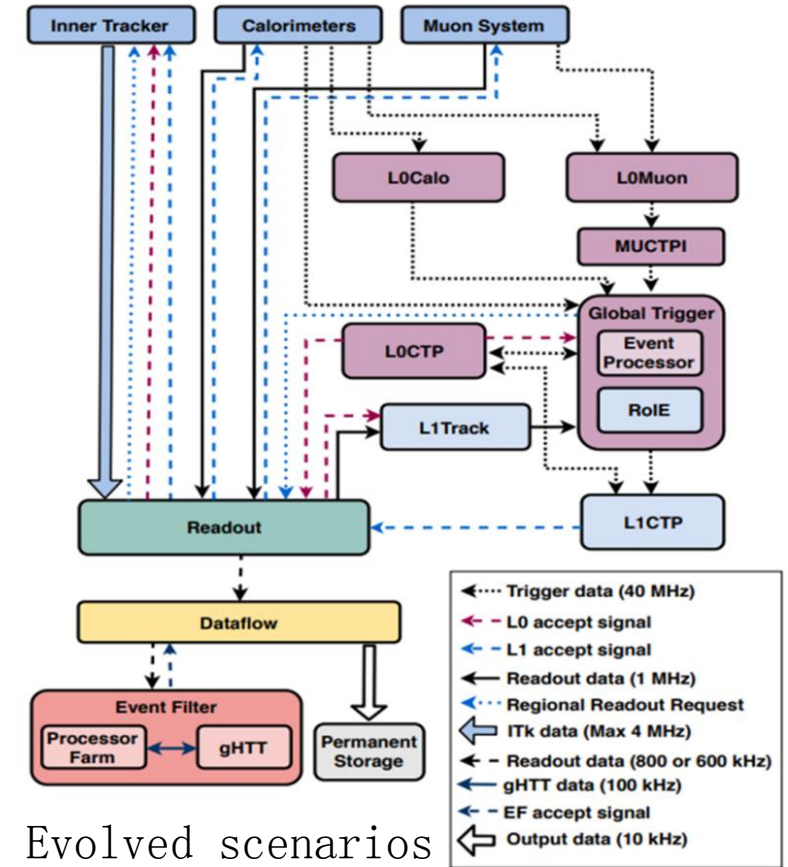 Inner Tracker
Calorimeters
Muon System
L0Calo
L0Muon
MUCTPI
Global Trigger
Event
Processor
RoIE
L0CTP
L1Track
L1CTP
Readout
Dataflow
Event Filter
Processor
Farm
gHTT
Permanent
Storage
Trigger data (40 MHz)
L0 accept signal
L1 accept signal
Readout data (1 MHz)
Regional Readout Request
ITk data (Max 4 MHz)
Readout data (800 or 600 kHz)
gHTT data (100 kHz)
EF accept signal
Output data (10 kHz)
Evolved scenarios